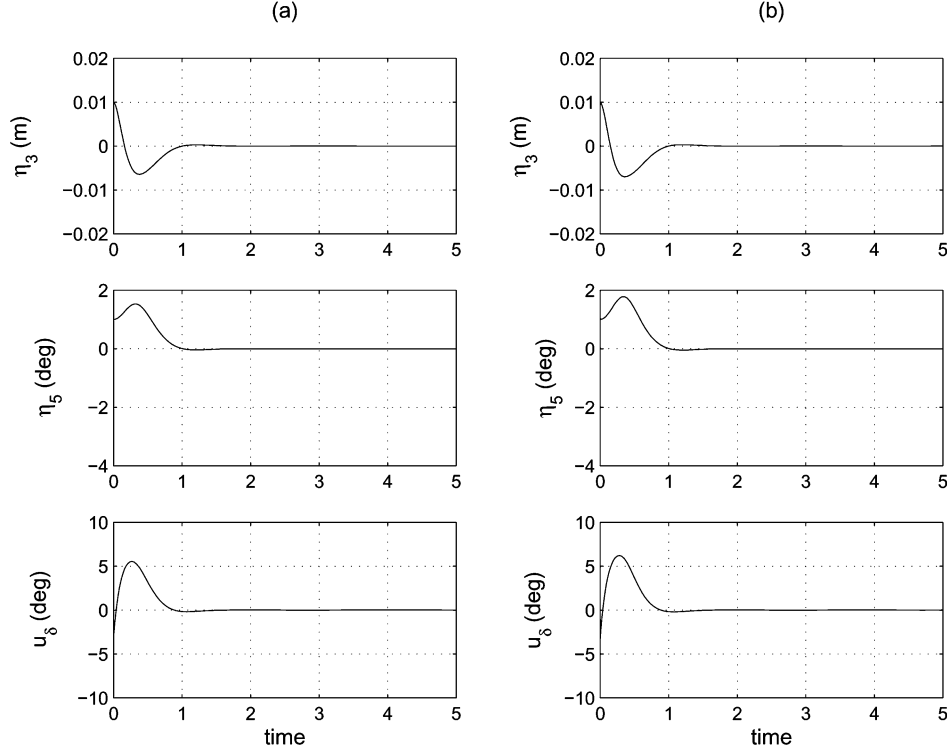 (a) (b)
0.02 0.02
0.01 0.01
η3 (m) 0 η3 (m) 0
−0.01 −0.01
−0.02 −0.02
0 1 2 3 4 5 0 1 2 3 4 5
2 2
0 0
η5 (deg) η5 (deg)
−2 −2
−4 −4
0 1 2 3 4 5 0 1 2 3 4 5
10 10
5 5
uδ (deg) 0 uδ (deg) 0
−5 −5
−10 −10
0 1 2 3 4 5 0 1 2 3 4 5
time time